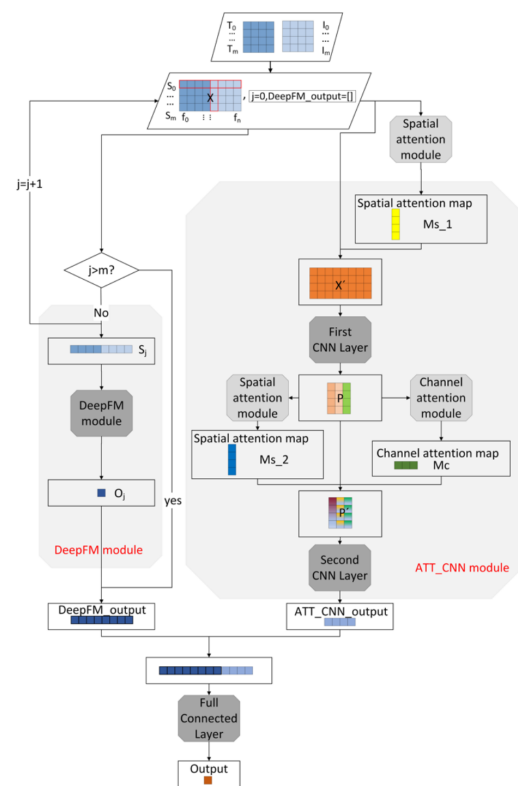 T0 I0
... ...
... ...
Tm Im
S0
...
...
Sm
X
f0 ⋮⋮ fn
, j=0,DeepFM_output=[]
Spatial
attention
module
j=j+1
Spatial attention map
Ms_1
j>m?
X′
No
First
CNN Layer
Sj
Spatial
attention
module
P
Channel
attention
module
DeepFM
module
Spatial attention map
Ms_2
Channel attention map
Mc
Oj
yes
P′
DeepFM module
Second
CNN Layer
ATT_CNN module
DeepFM_output
ATT_CNN_output
Full
Connected
Layer
Output